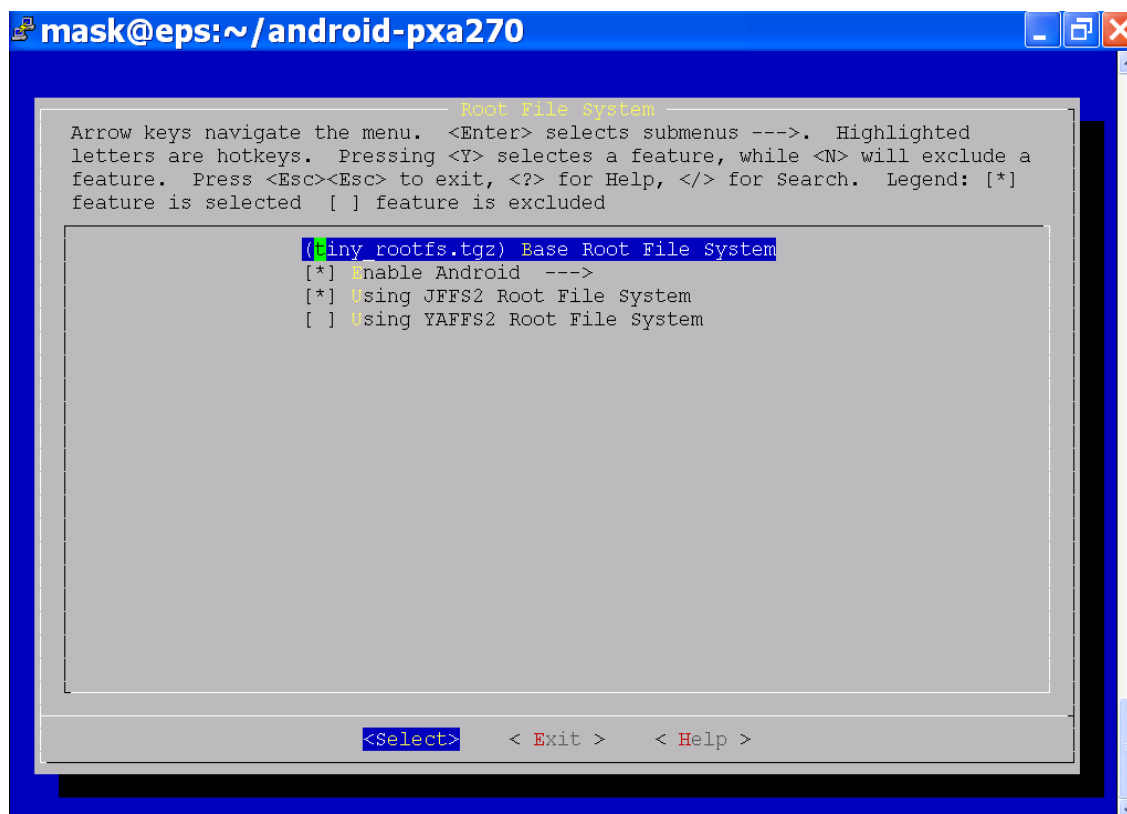 mask@eps:~/android-pxa270
Root File System
Arrow keys navigate the menu.  <Enter> selects submenus --->.  Highlighted
letters are hotkeys.  Pressing <Y> selectes a feature, while <N> will exclude a
feature.  Press <Esc><Esc> to exit, <?> for Help, </> for Search.  Legend: [*]
feature is selected  [ ] feature is excluded
(tiny_rootfs.tgz) Base Root File System
[*] Enable Android  --->
[*] Using JFFS2 Root File System
[ ] Using YAFFS2 Root File System
<Select>    < Exit >    < Help >